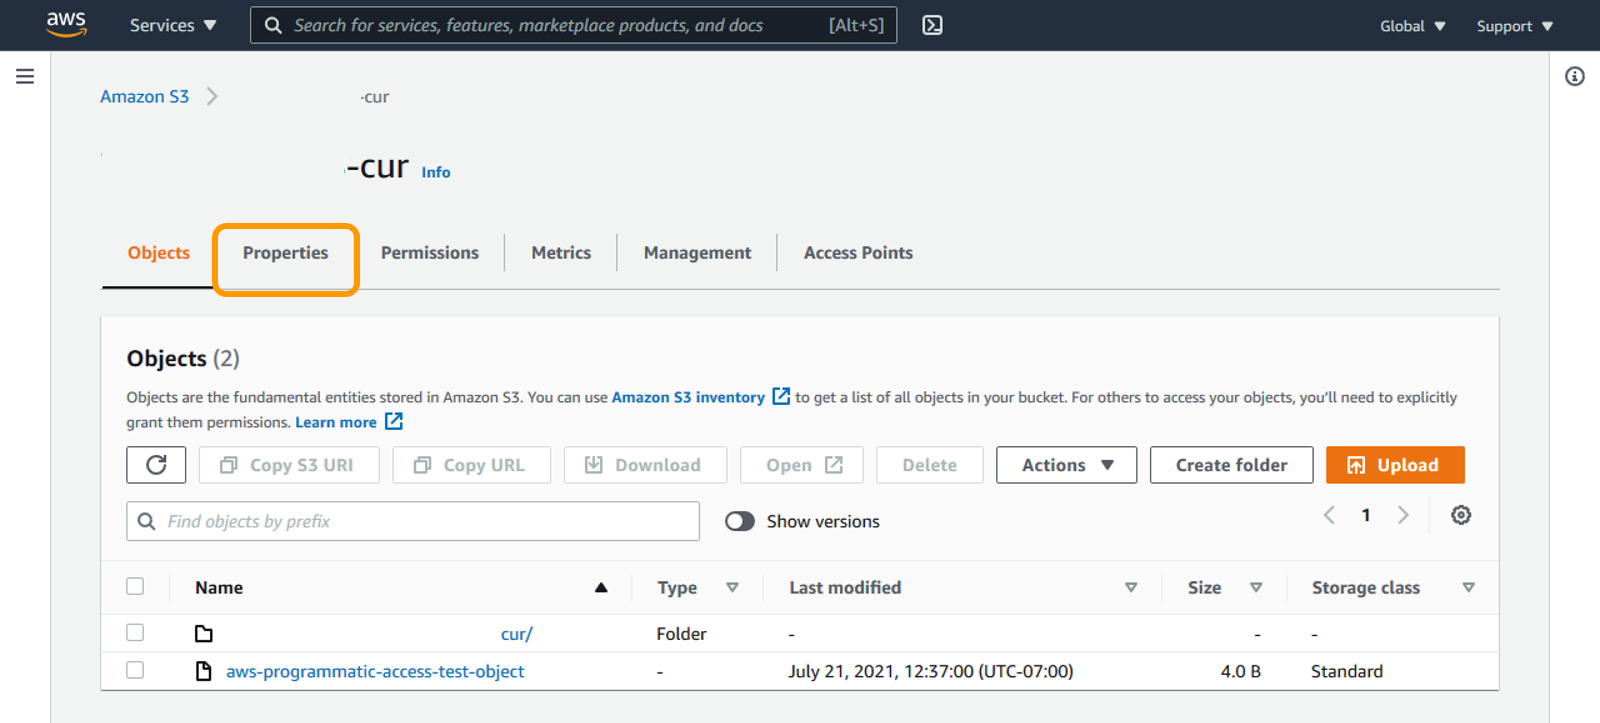 aws Services Search for services, features, marketplace products, and docs [Alt+S] Global Support
Amazon S3 -cur
-cur Info
Objects Properties Permissions Metrics Management Access Points
Objects (2)
Objects are the fundamental entities stored in Amazon S3. You can use Amazon S3 inventory to get a list of all objects in your bucket. For others to access your objects, you'll need to explicitly
grant them permissions. Learn more
Copy S3 URI Copy URL Download Open Delete Actions Create folder Upload
Find objects by prefix Show versions 1
Name Type Last modified Size Storage class
cur/ Folder - - -
aws-programmatic-access-test-object - July 21, 2021, 12:37:00 (UTC-07:00) 4.0 B Standard